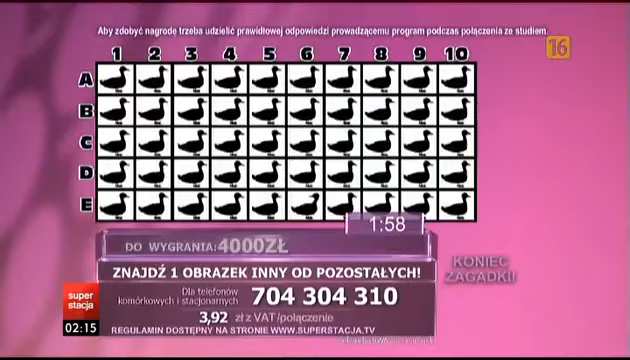 Aby zdobyć nagrodę trzeba udzielić prawidłowej odpowiedzi prowadzącemu program podczas połączenia ze studiem.
16
1 2 3 4 5 6 7 8 9 10
A
B
C
D
E
1:58
DO WYGRANIA: 4000ZŁ
KONIEC
ZAGADKI!
ZNAJDŹ 1 OBRAZEK INNY OD POZOSTAŁYCH!
Dla telefonów
komórkowych i stacjonarnych 704 304 310
3,92 zł z VAT/połączenie
super
stacja
02:15
REGULAMIN DOSTĘPNY NA STRONIE WWW.SUPERSTACJA.TV